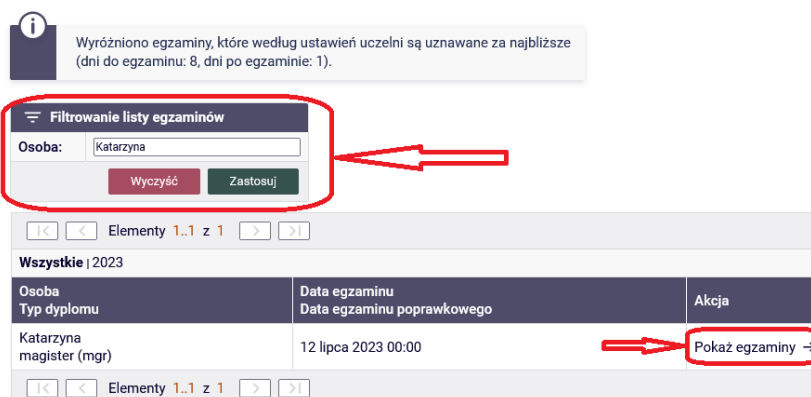 i
Wyróżniono egzaminy, które według ustawień uczelni są uznawane za najbliższe
(dni do egzaminu: 8, dni po egzaminie: 1).
Filtrowanie listy egzaminów
Osoba: Katarzyna
Wyczyść Zastosuj
Elementy 1..1 z 1
Wszystkie | 2023
Osoba Data egzaminu Akcja
Typ dyplomu Data egzaminu poprawkowego
Katarzyna 12 lipca 2023 00:00 Pokaż egzaminy →
magister (mgr)
Elementy 1..1 z 1